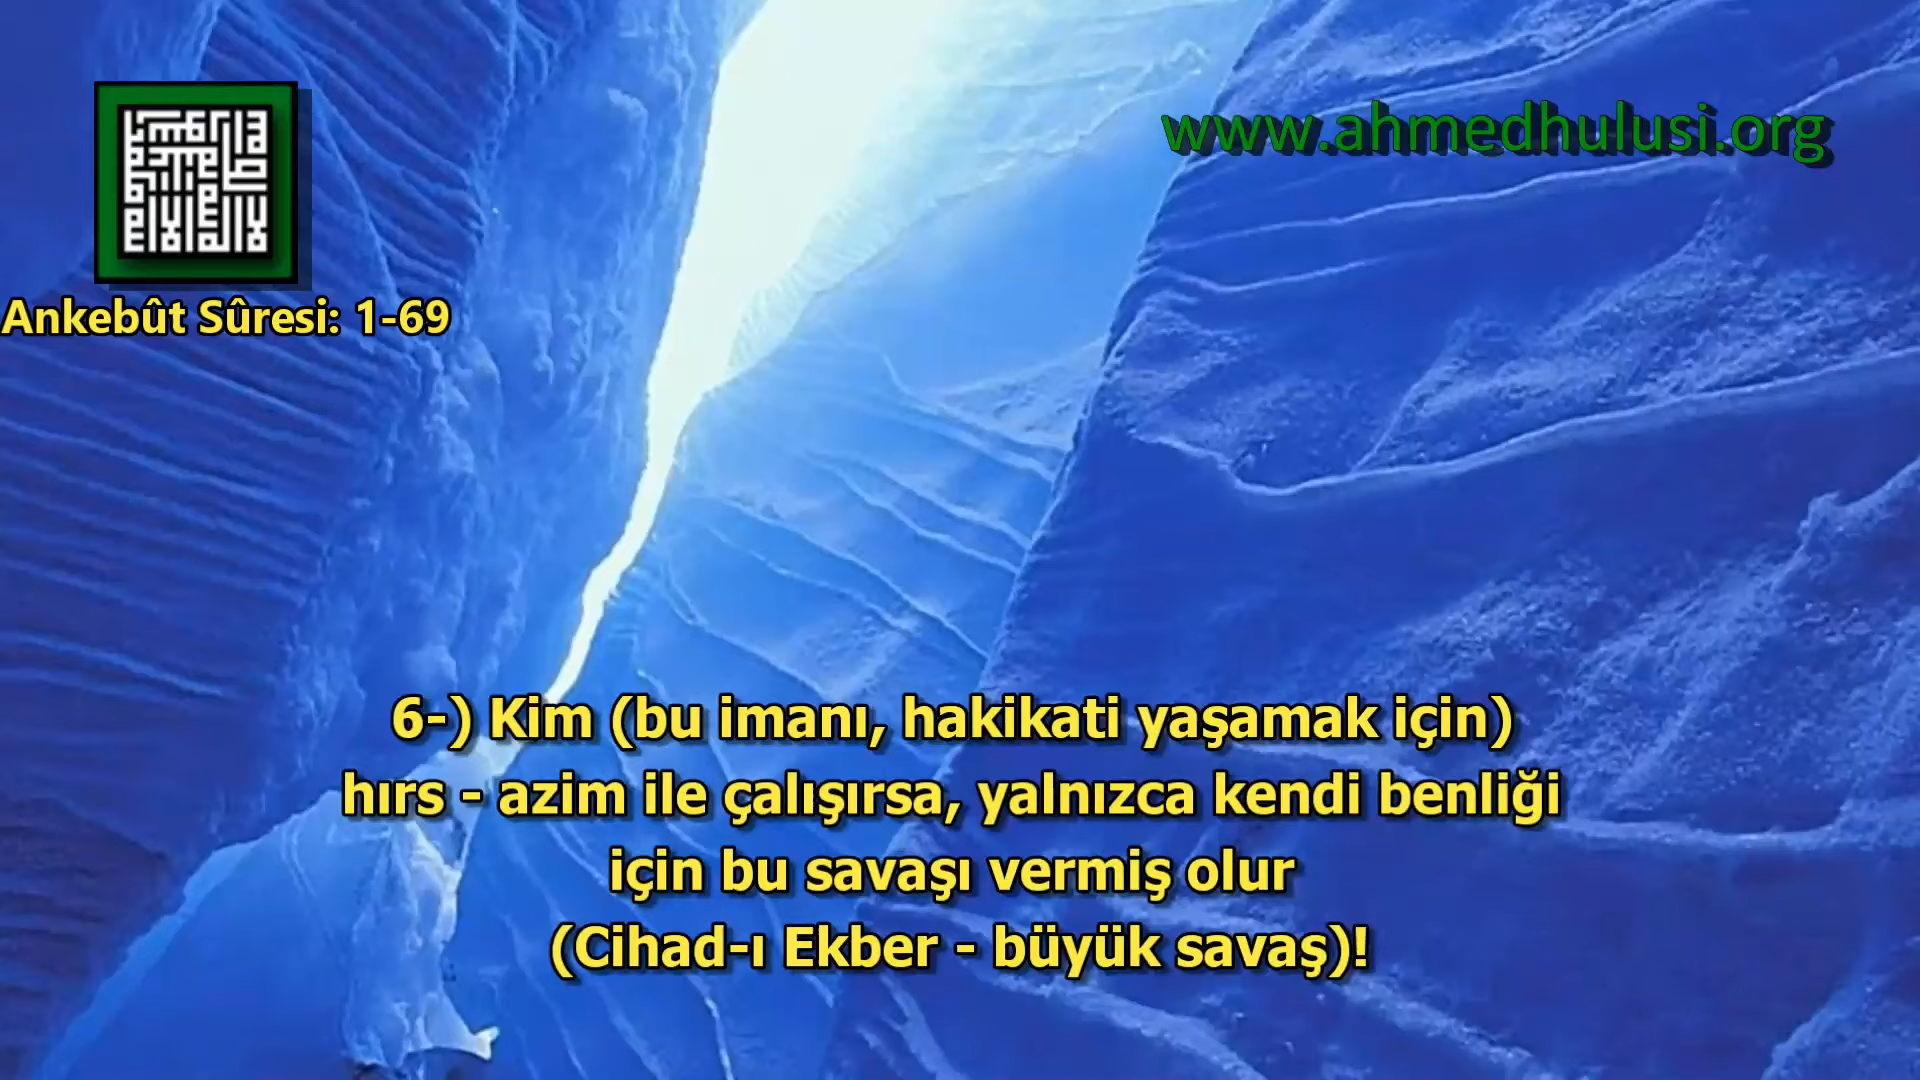 www.ahmedhulusi.org
Ankebût Sûresi: 1-69
6-) Kim (bu imanı, hakikati yaşamak için)
hırs - azim ile çalışırsa, yalnızca kendi benliği
için bu savaşı vermiş olur
(Cihad-ı Ekber - büyük savaş)!